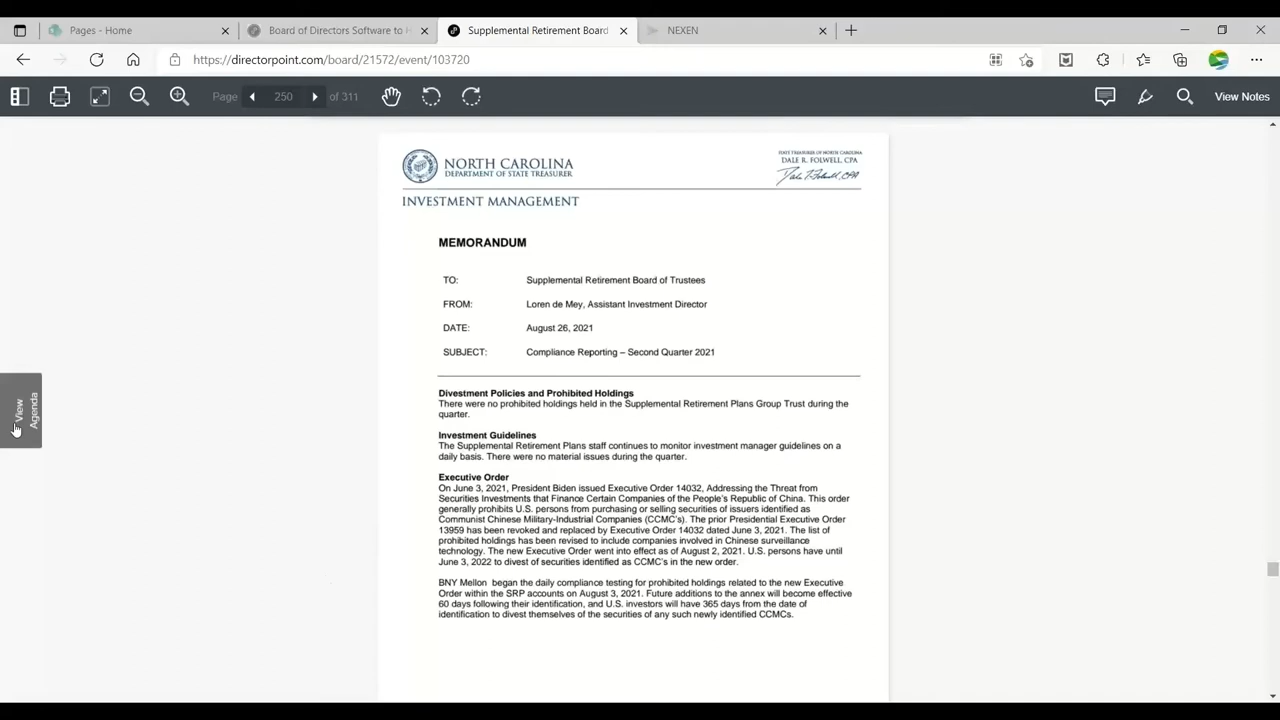 Pages - Home
Board of Directors Software to H
Supplemental Retirement Board
NEXEN
https://directorpoint.com/board/21572/event/103720
Page 250 of 311
View Notes
View
Agenda
NORTH CAROLINA
DEPARTMENT OF STATE TREASURER
STATE TREASURER OF NORTH CAROLINA
DALE R. FOLWELL, CPA
Dale R. Folwell, CPA
INVESTMENT MANAGEMENT
MEMORANDUM
TO: Supplemental Retirement Board of Trustees
FROM: Loren de Mey, Assistant Investment Director
DATE: August 26, 2021
SUBJECT: Compliance Reporting – Second Quarter 2021
Divestment Policies and Prohibited Holdings
There were no prohibited holdings held in the Supplemental Retirement Plans Group Trust during the
quarter.
Investment Guidelines
The Supplemental Retirement Plans staff continues to monitor investment manager guidelines on a
daily basis. There were no material issues during the quarter.
Executive Order
On June 3, 2021, President Biden issued Executive Order 14032, Addressing the Threat from
Securities Investments that Finance Certain Companies of the People's Republic of China. This order
generally prohibits U.S. persons from purchasing or selling securities of issuers identified as
Communist Chinese Military-Industrial Companies (CCMC's). The prior Presidential Executive Order
13959 has been revoked and replaced by Executive Order 14032 dated June 3, 2021. The list of
prohibited holdings has been revised to include companies involved in Chinese surveillance
technology. The new Executive Order went into effect as of August 2, 2021. U.S. persons have until
June 3, 2022 to divest of securities identified as CCMC's in the new order.
BNY Mellon began the daily compliance testing for prohibited holdings related to the new Executive
Order within the SRP accounts on August 3, 2021. Future additions to the annex will become effective
60 days following their identification, and U.S. investors will have 365 days from the date of
identification to divest themselves of the securities of any such newly identified CCMCs.